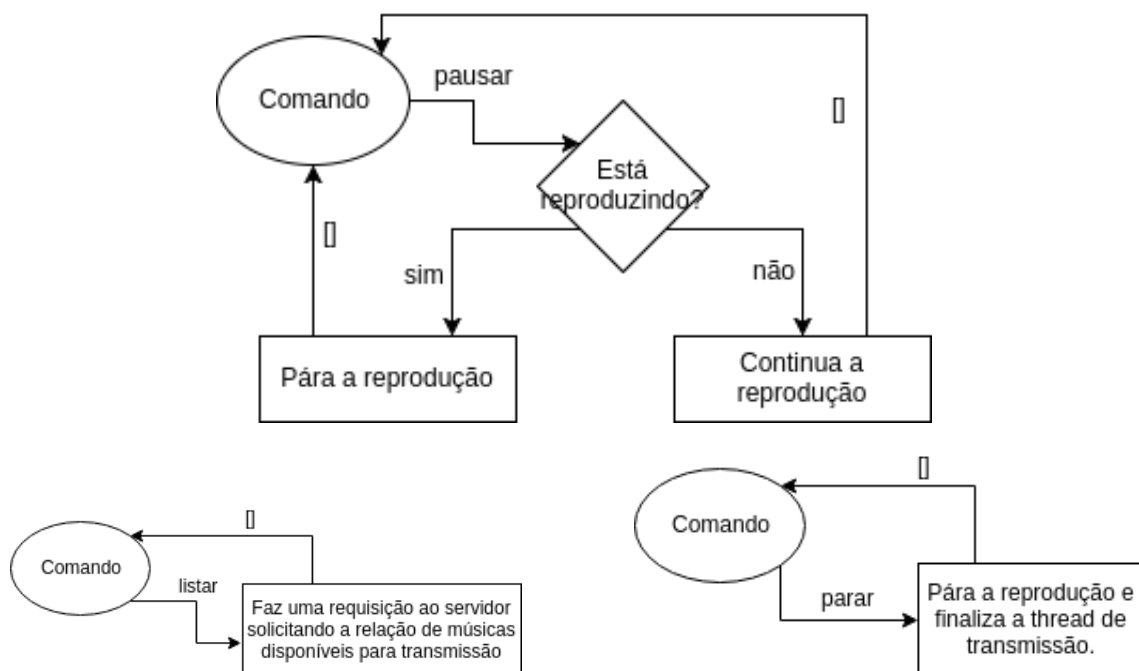 Comando
pausar
[]
Está
reproduzindo?
[]
sim
não
Pára a reprodução
Continua a
reprodução
[]
Comando
listar
Faz uma requisição ao servidor
solicitando a relação de músicas
disponíveis para transmissão
[]
Comando
parar
Pára a reprodução e
finaliza a thread de
transmissão.